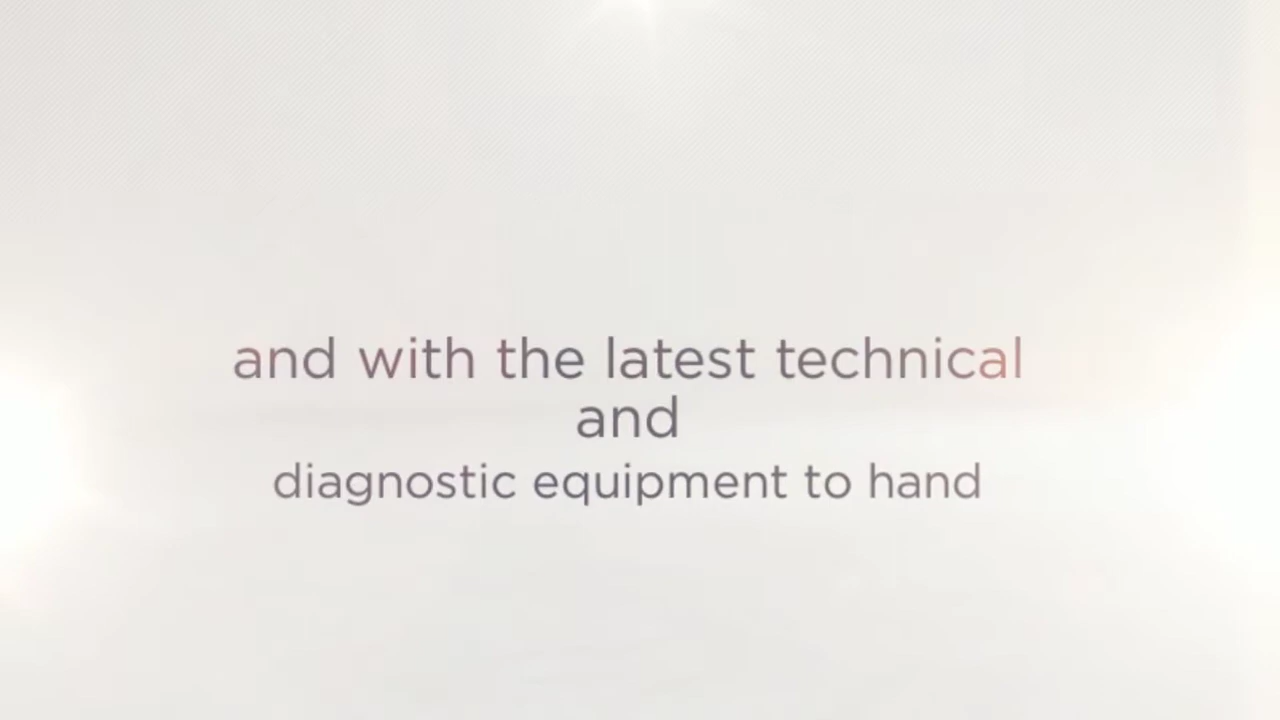 and with the latest technical
and
diagnostic equipment to hand